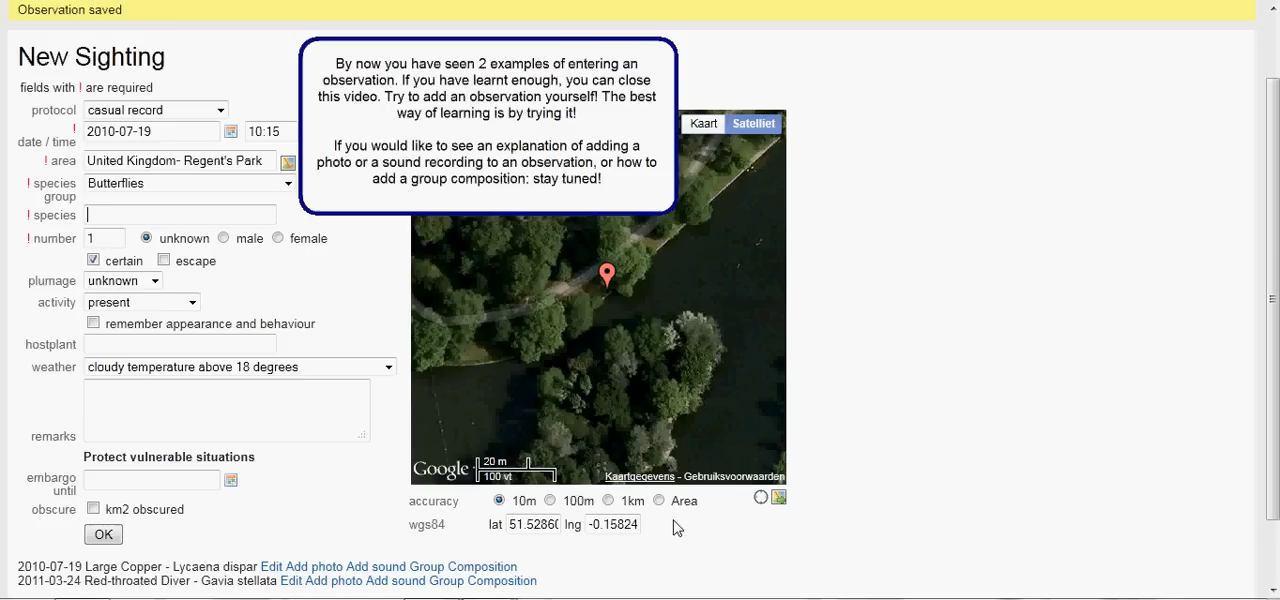 Observation saved
New Sighting
fields with ! are required
protocol casual record
! date / time 2010-07-19 10:15
! area United Kingdom- Regent's Park
! species group Butterflies
! species
! number 1 unknown male female
certain escape
plumage unknown
activity present
remember appearance and behaviour
hostplant
weather cloudy temperature above 18 degrees
remarks
Protect vulnerable situations
embargo until
obscure km2 obscured
OK
By now you have seen 2 examples of entering an
observation. If you have learnt enough, you can close
this video. Try to add an observation yourself! The best
way of learning is by trying it!
If you would like to see an explanation of adding a
photo or a sound recording to an observation, or how to
add a group composition: stay tuned!
Kaart Satelliet
Google 20 m
100 vt
Kaartgegevens - Gebruiksvoorwaarden
accuracy 10m 100m 1km Area
wgs84 lat 51.5286( lng -0.15824
2010-07-19 Large Copper - Lycaena dispar Edit Add photo Add sound Group Composition
2011-03-24 Red-throated Diver - Gavia stellata Edit Add photo Add sound Group Composition